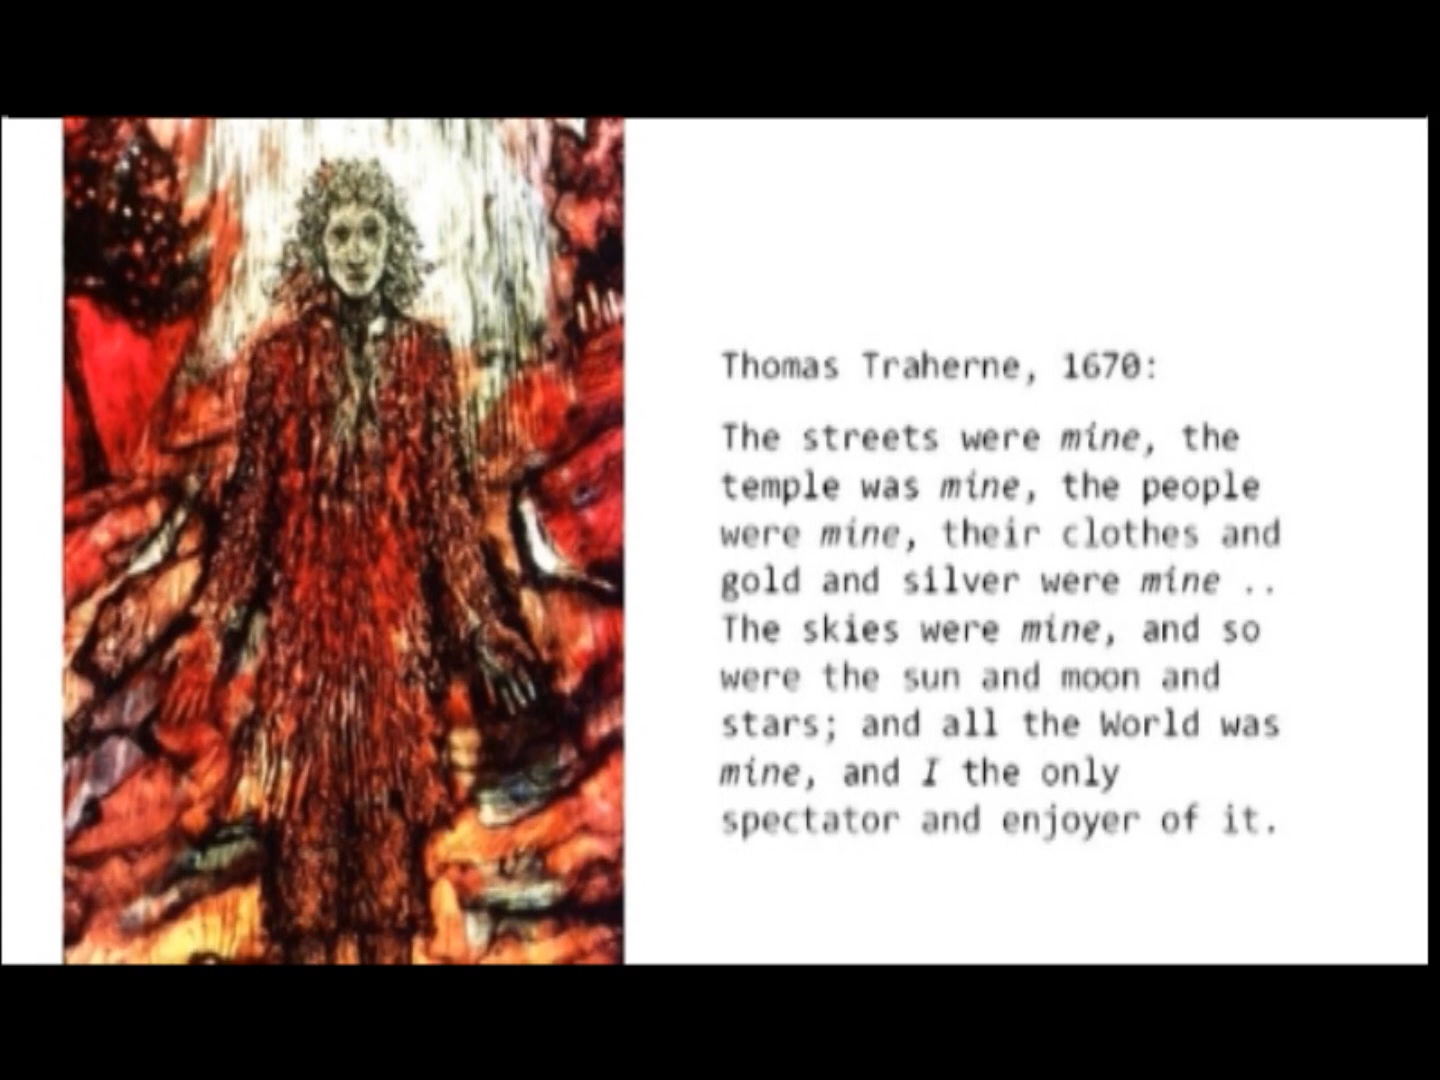 Thomas Traherne, 1670:
The streets were mine, the
temple was mine, the people
were mine, their clothes and
gold and silver were mine ..
The skies were mine, and so
were the sun and moon and
stars; and all the World was
mine, and I the only
spectator and enjoyer of it.